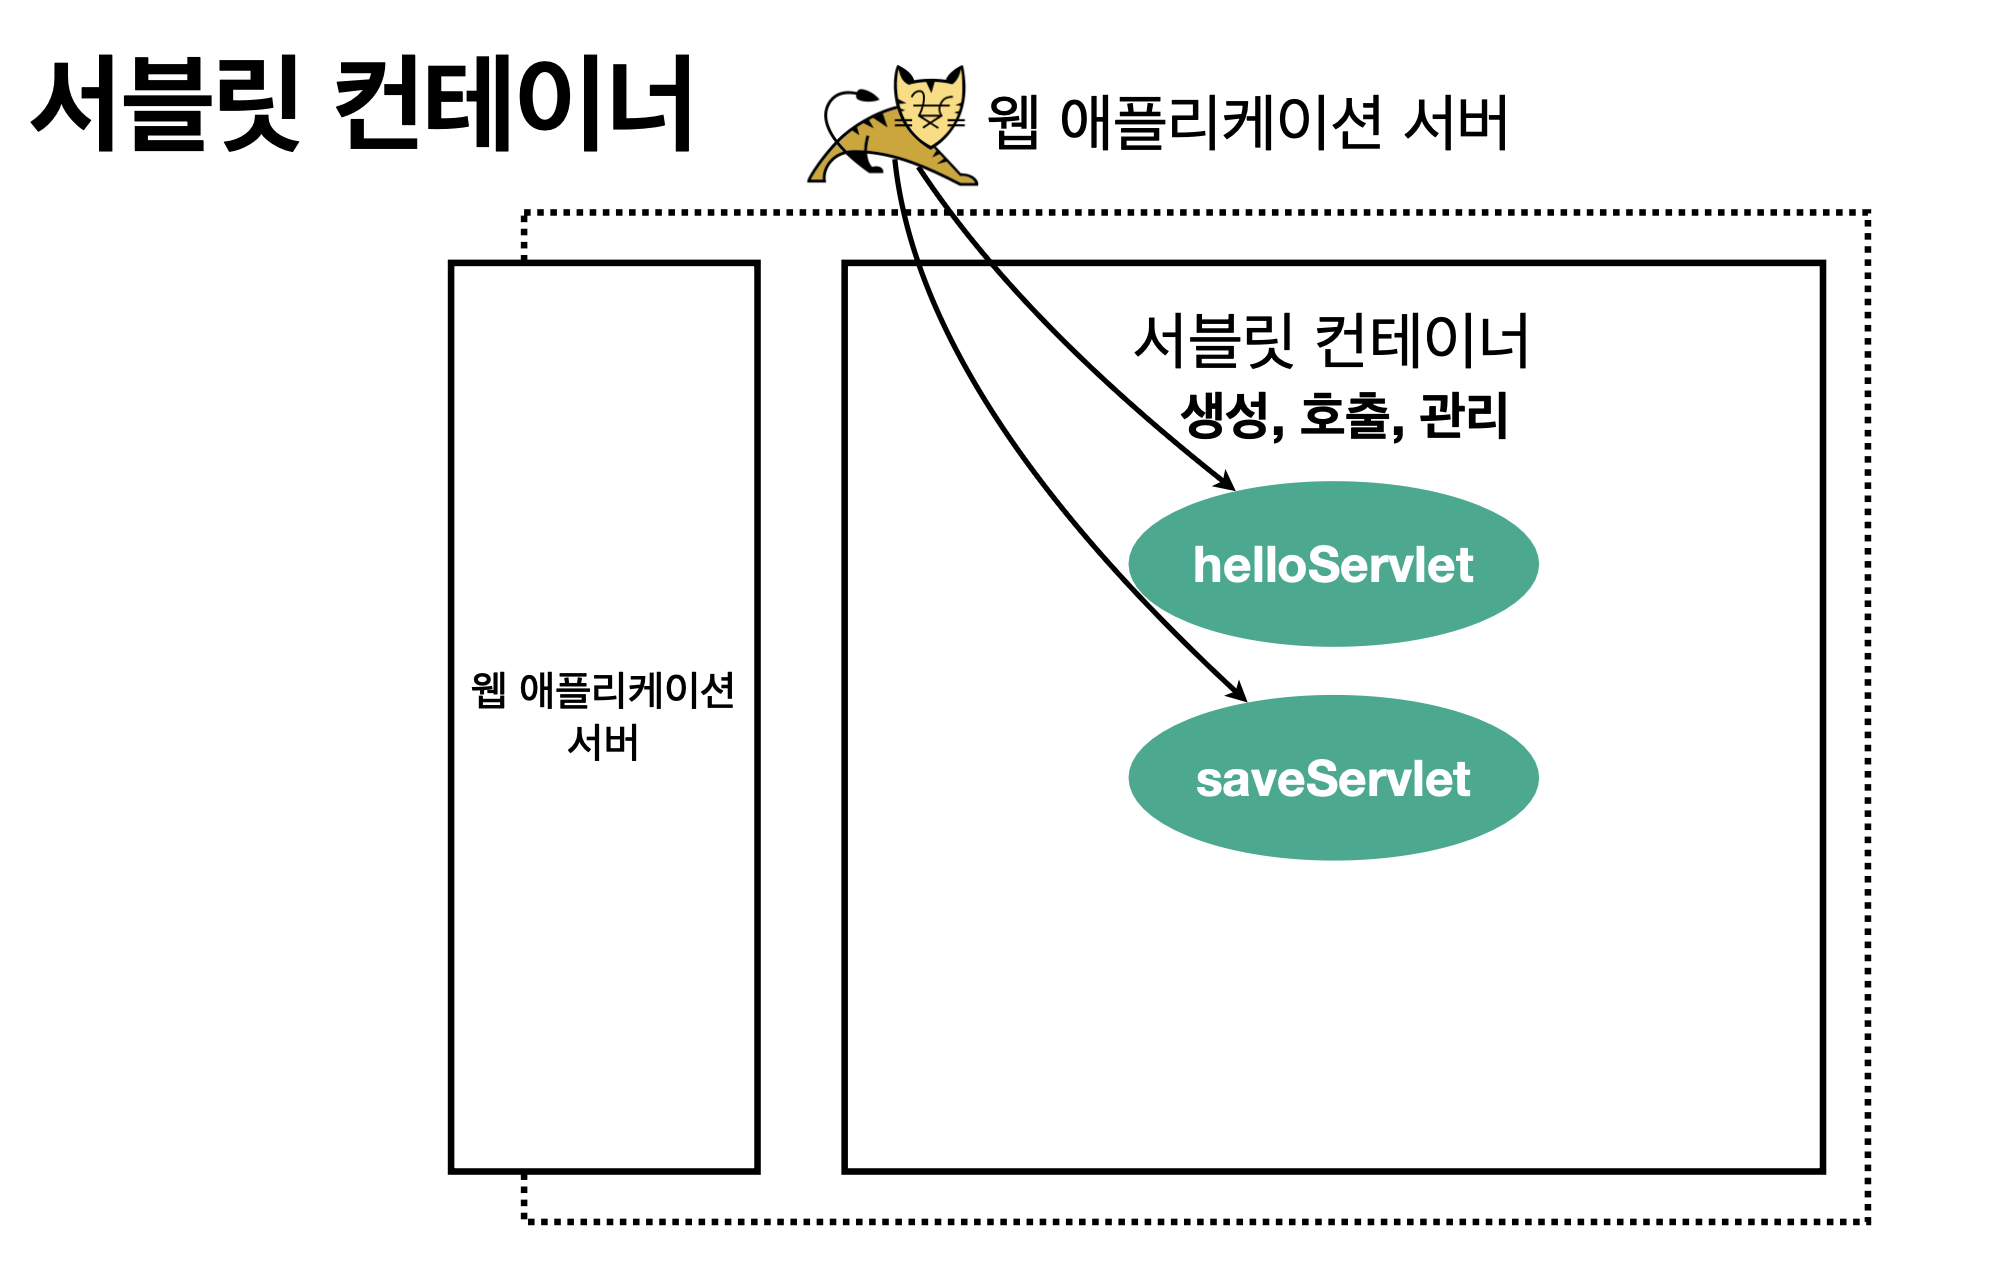 서블릿 컨테이너
웹 애플리케이션 서버
서블릿 컨테이너
생성, 호출, 관리
helloServlet
웹 애플리케이션
서버
saveServlet